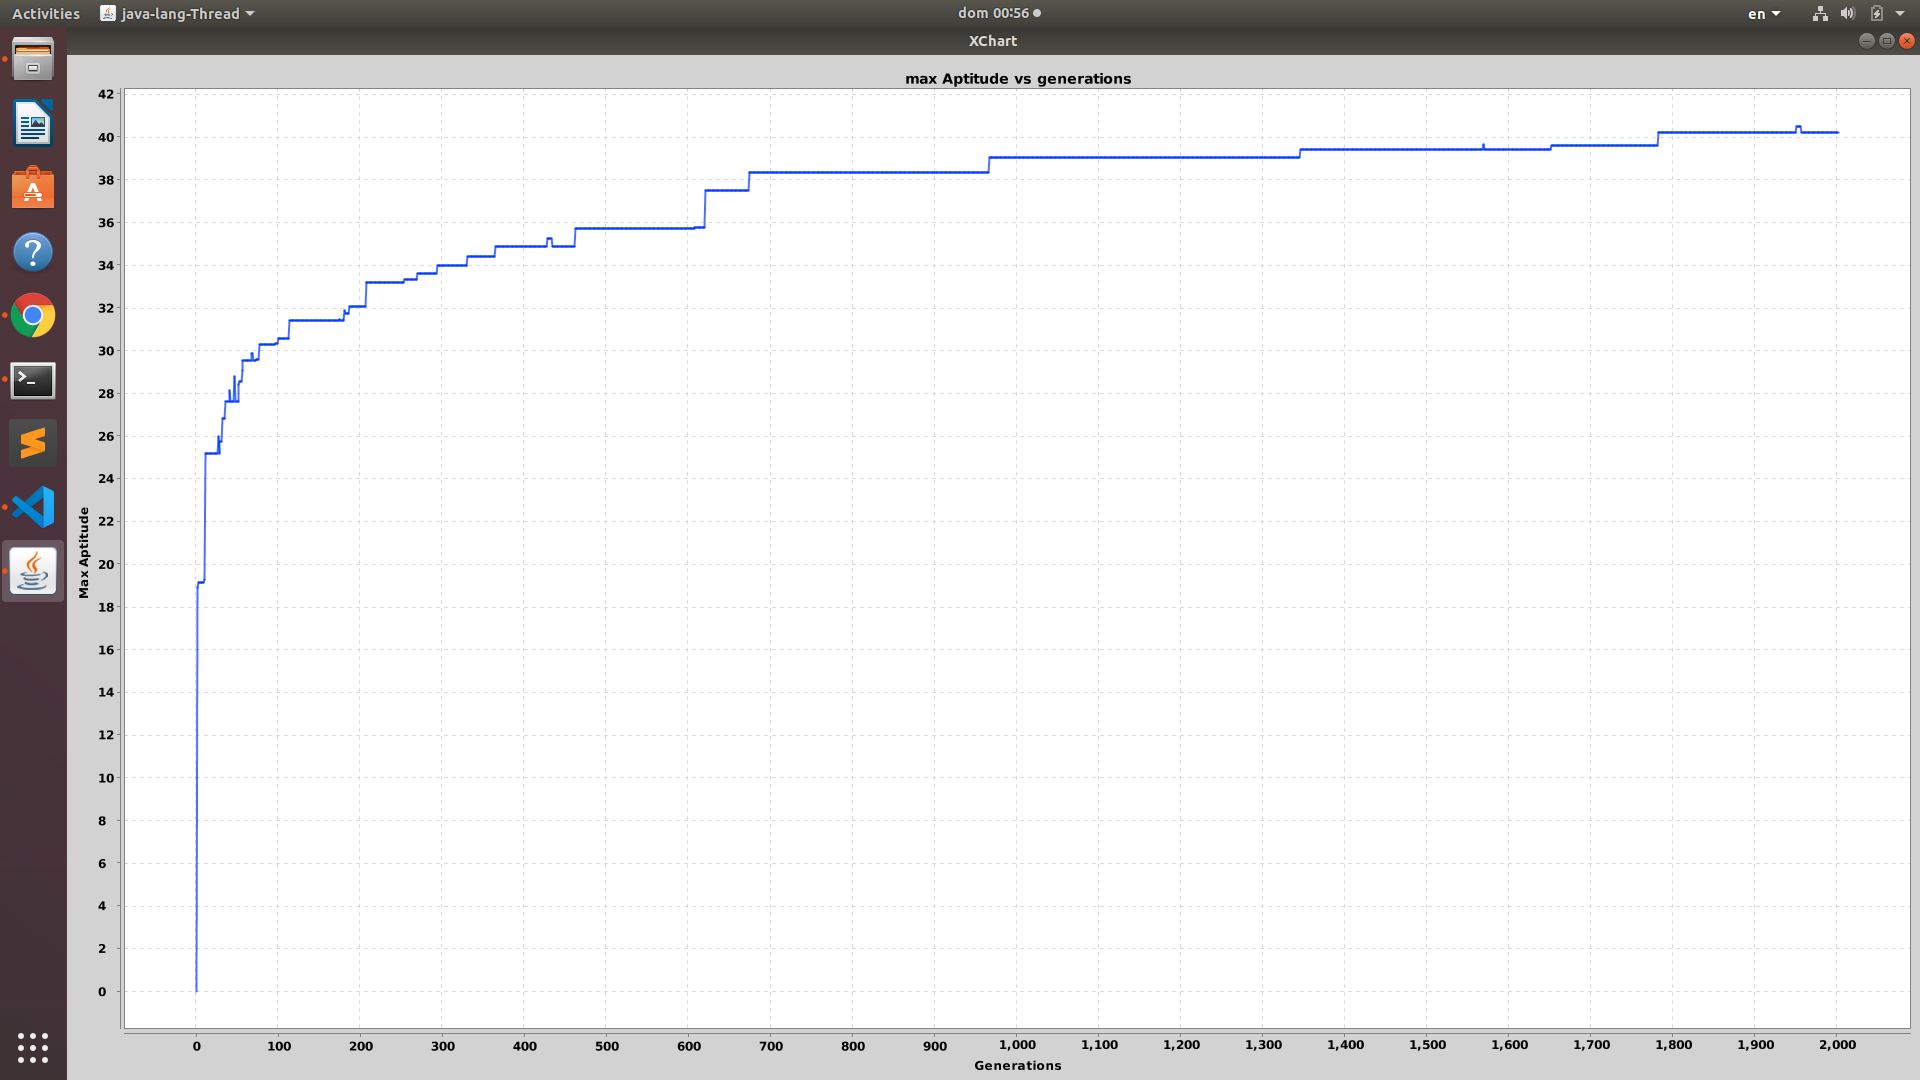 Activities
java-lang-Thread
dom 00:56
en
XChart
max Aptitude vs generations
42
40
38
36
34
32
30
28
26
24
22
20
18
16
14
12
10
8
6
4
2
0
Max Aptitude
0 100 200 300 400 500 600 700 800 900 1,000 1,100 1,200 1,300 1,400 1,500 1,600 1,700 1,800 1,900 2,000
Generations